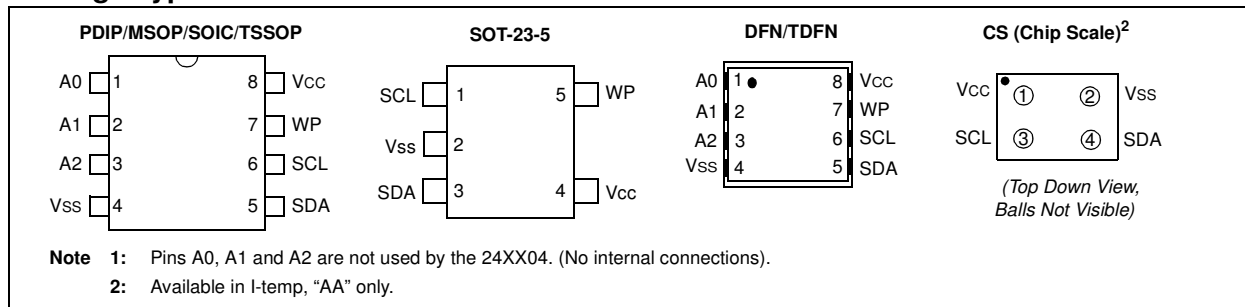 PDIP/MSOP/SOIC/TSSOP
A0 1 8 VCC
A1 2 7 WP
A2 3 6 SCL
VSS 4 5 SDA
SOT-23-5
SCL 1 5 WP
Vss 2
SDA 3 4 Vcc
DFN/TDFN
A0 1 8 VCC
A1 2 7 WP
A2 3 6 SCL
VSS 4 5 SDA
CS (Chip Scale)2
VCC 1 2 VSS
SCL 3 4 SDA
(Top Down View,
Balls Not Visible)
Note 1: Pins A0, A1 and A2 are not used by the 24XX04. (No internal connections).
2: Available in I-temp, “AA” only.